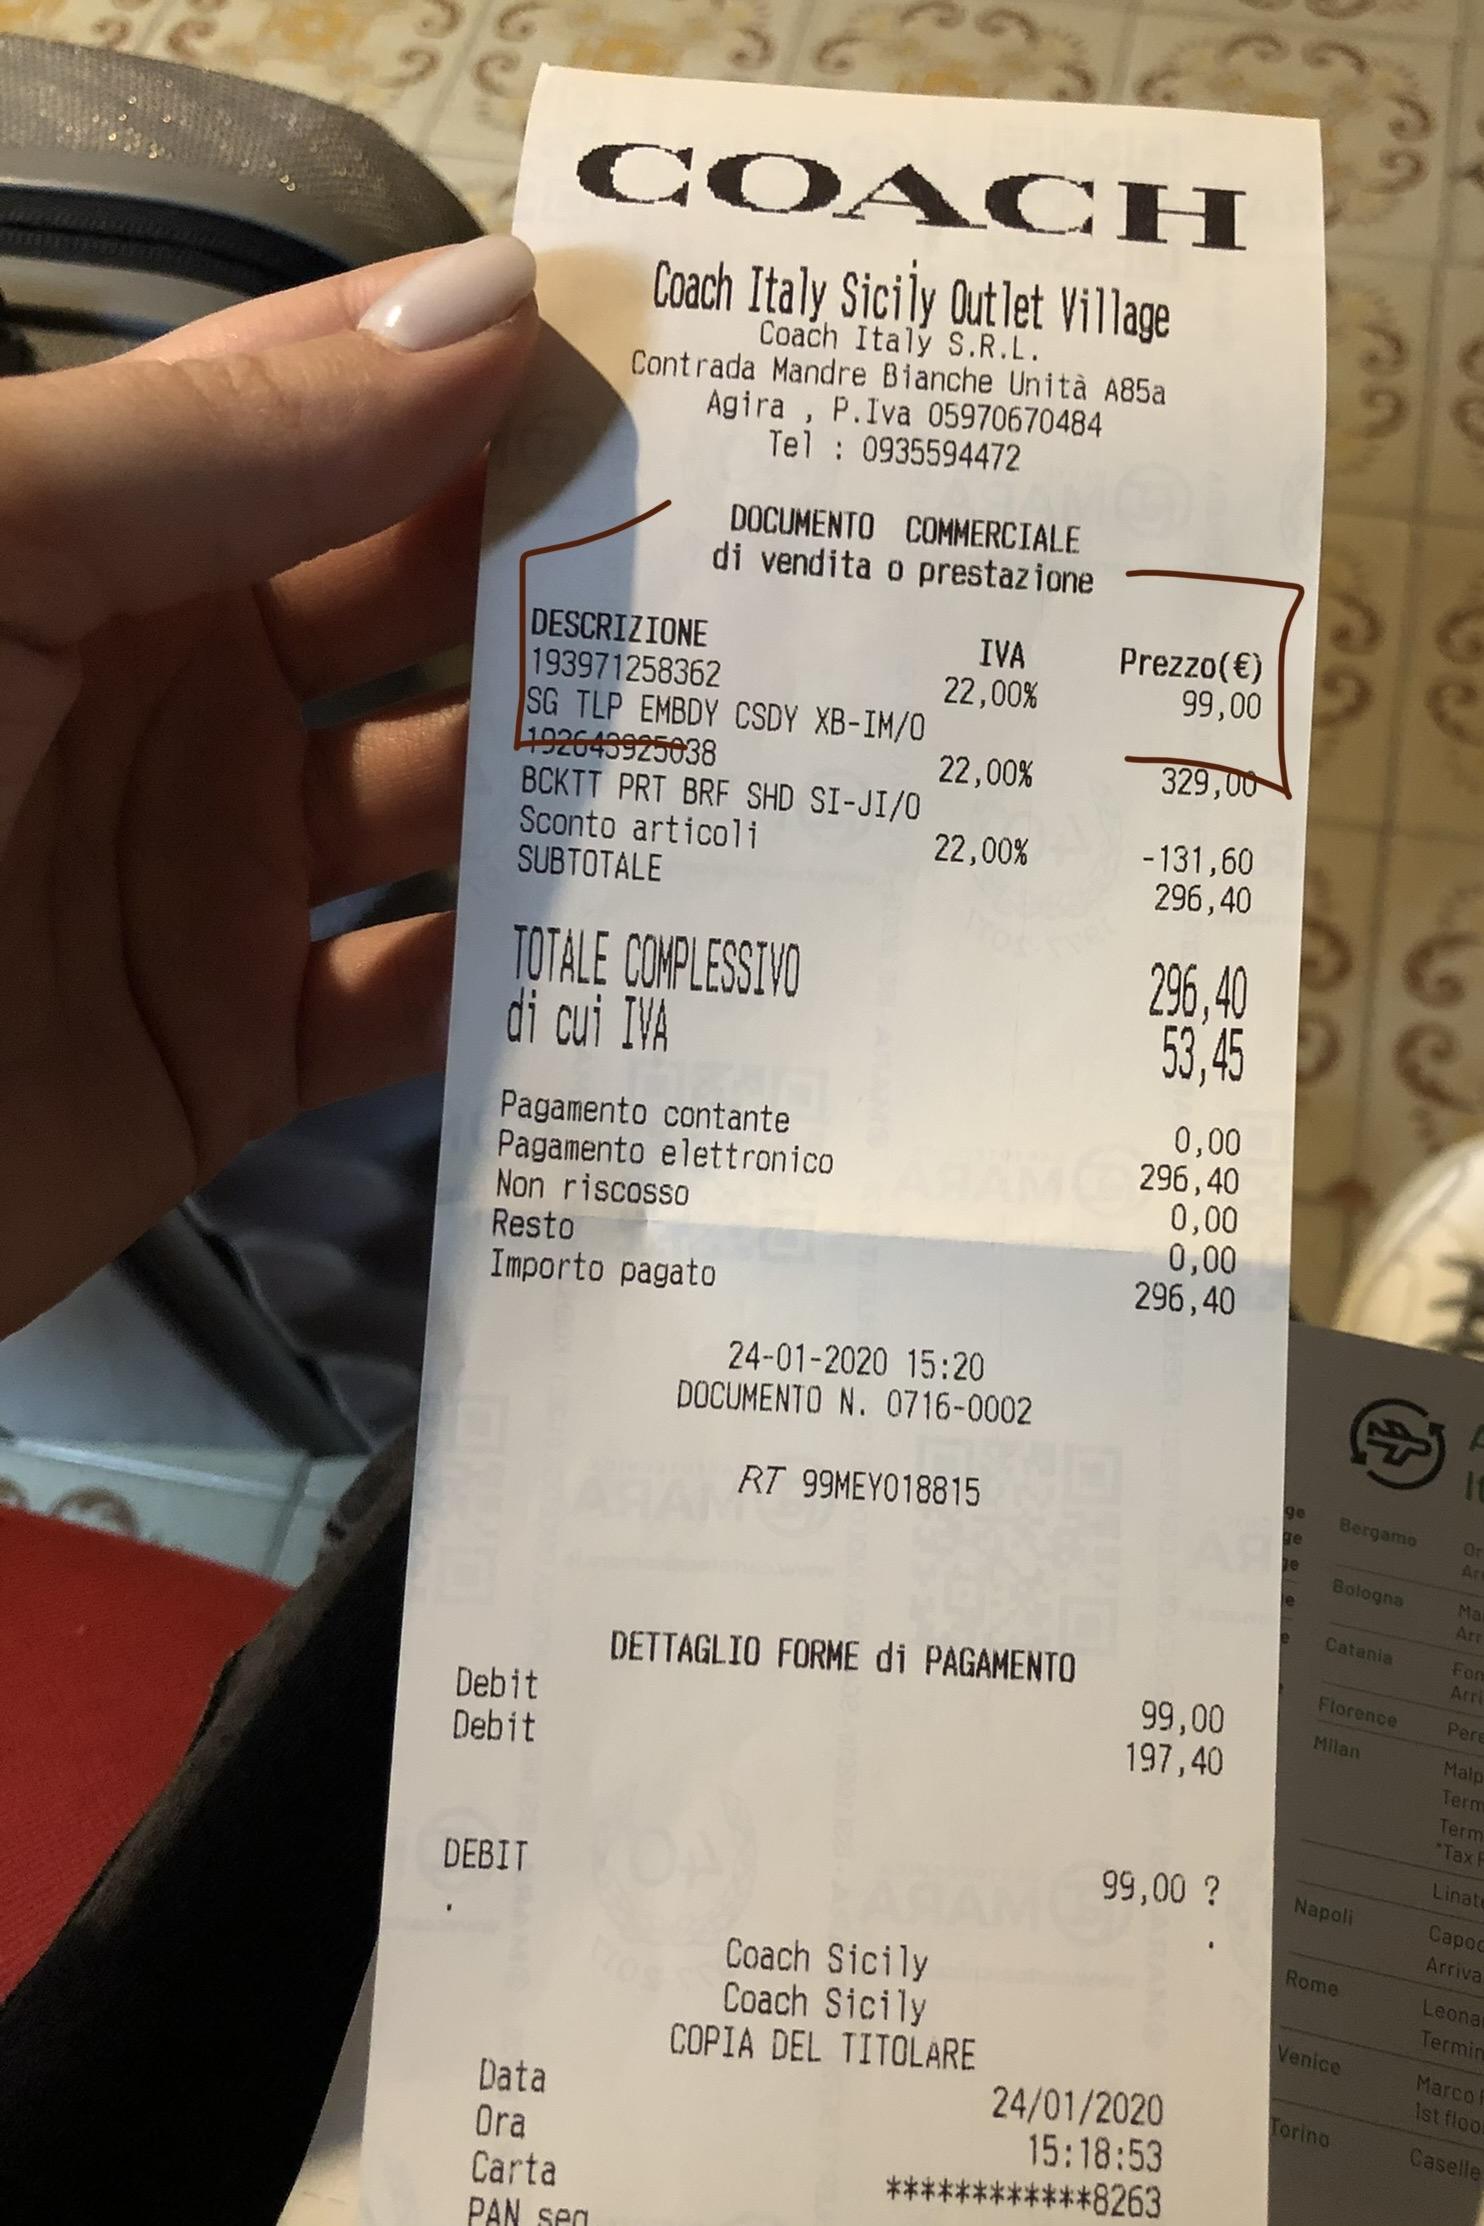 COACH
Coach Italy Sicily Outlet Village
Coach Italy S.R.L.
Contrada Mandre Bianche Unità A85a
Agira , P.Iva 05970670484
Tel : 0935594472
DOCUMENTO COMMERCIALE
di vendita o prestazione
DESCRIZIONE IVA Prezzo(€)
193971258362 22,00% 99,00
SG TLP EMBDY CSDY XB-IM/O
192643925038 22,00% 329,00
BCKTT PRT BRF SHD SI-JI/O
Sconto articoli 22,00% -131,60
SUBTOTALE 296,40
TOTALE COMPLESSIVO 296,40
di cui IVA 53,45
Pagamento contante 0,00
Pagamento elettronico 296,40
Non riscosso 0,00
Resto 0,00
Importo pagato 296,40
24-01-2020 15:20
DOCUMENTO N. 0716-0002
RT 99MEY018815
DETTAGLIO FORME di PAGAMENTO
Debit 99,00
Debit 197,40
DEBIT 99,00 ?
. .
Coach Sicily
Coach Sicily
COPIA DEL TITOLARE
Data 24/01/2020
Ora 15:18:53
Carta ************8263
PAN seq
Bergamo
Bologna
Catania
Florence
Milan
Napoli
Rome
Venice
Torino
Caselle